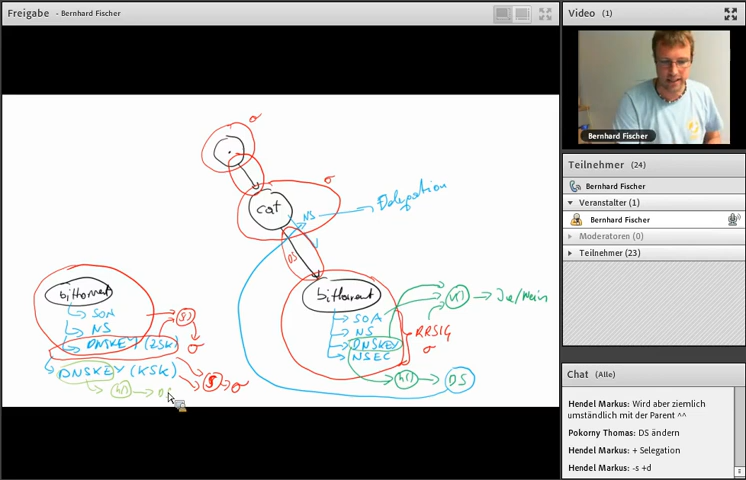 Freigabe - Bernhard Fischer
Video (1)
Bernhard Fischer
Teilnehmer (24)
Bernhard Fischer
Veranstalter (1)
Bernhard Fischer
Moderatoren (0)
Teilnehmer (23)
Chat (Alle)
Hendel Markus: Wird aber ziemlich
umständlich mit der Parent ^^
Pokorny Thomas: DS ändern
Hendel Markus: + Selegation
Hendel Markus: -s +d
.
σ
σ
cat
NS
Delegation
DS
bittorrent
SOA
NS
DNSKEY
NSEC
RRSIG
σ
v()
Ja/Nein
h()
DS
bittorrent
SOA
NS
DNSKEY (ZSK)
DNSKEY (KSK)
s()
σ
σ
h()